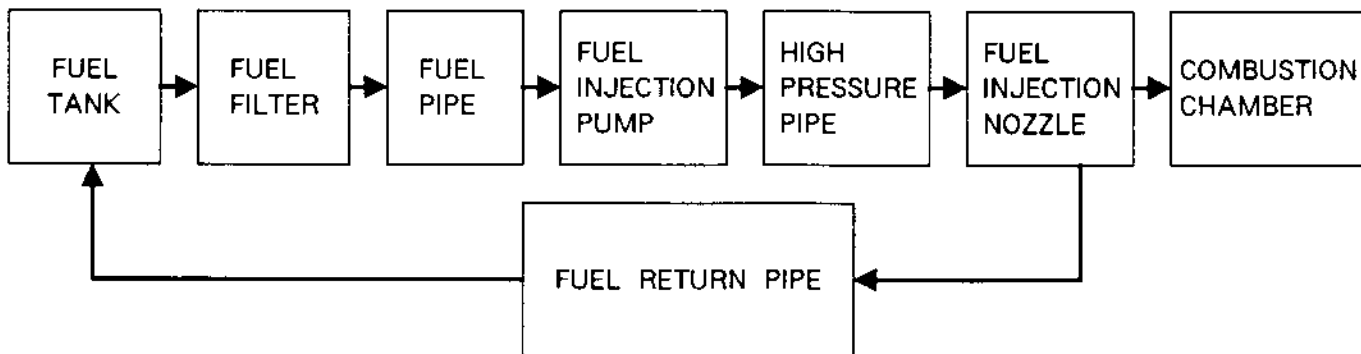 FUEL
TANK
FUEL
FILTER
FUEL
PIPE
FUEL
INJECTION
PUMP
HIGH
PRESSURE
PIPE
FUEL
INJECTION
NOZZLE
COMBUSTION
CHAMBER
FUEL RETURN PIPE